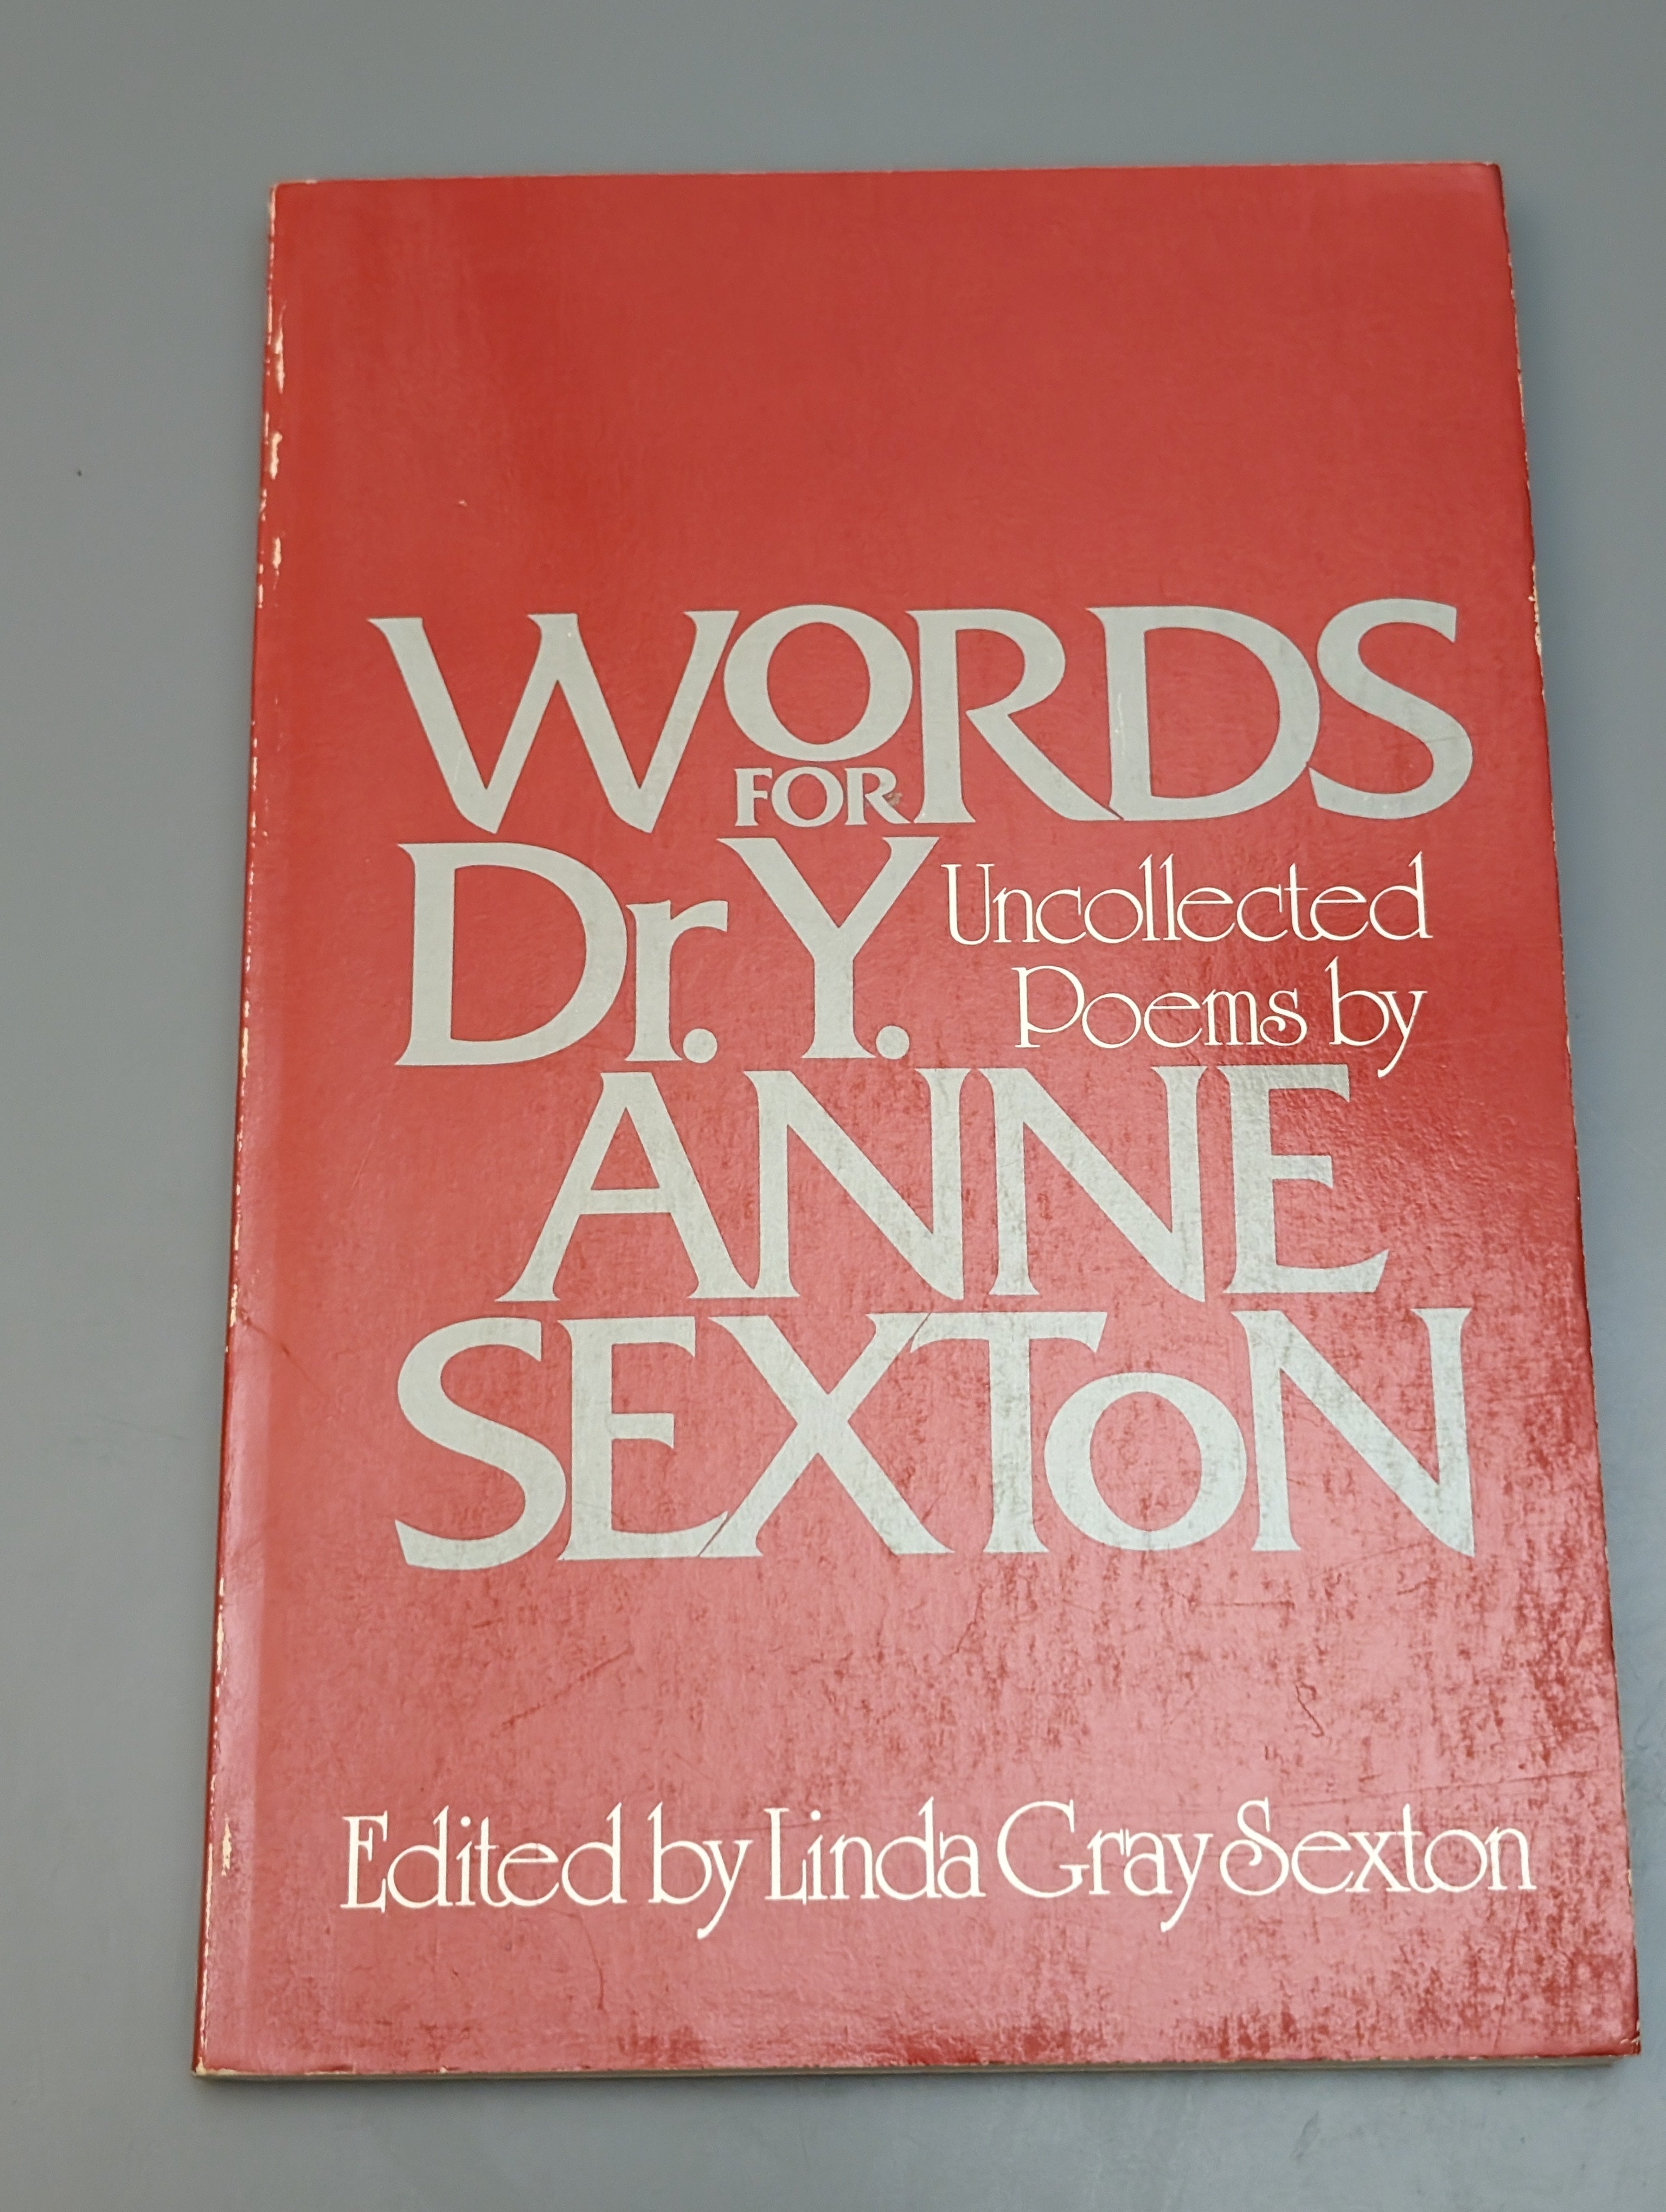 WORDS
FOR
Dr. Y.
Uncollected
Poems by
ANNE
SEXTON
Edited by Linda Gray Sexton